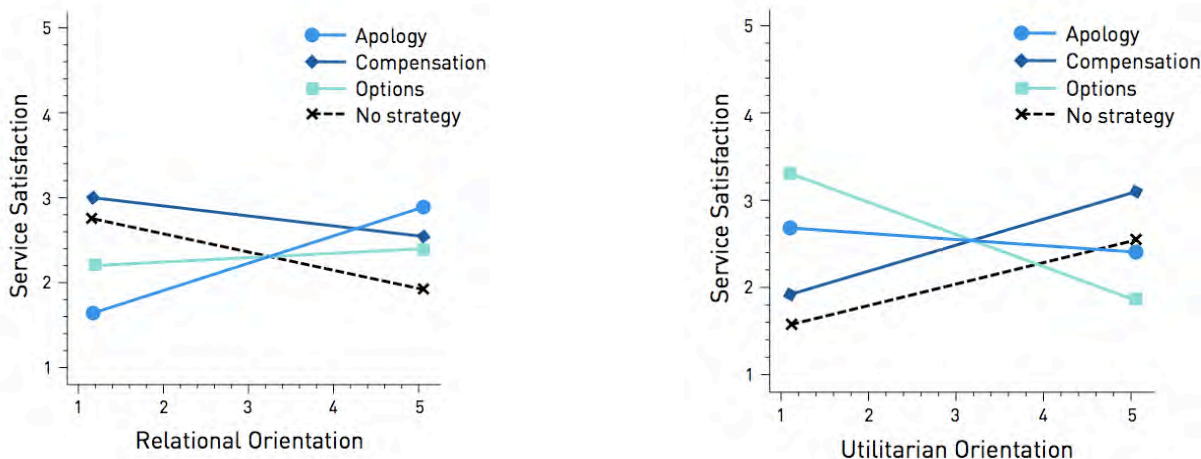 5
4
3
2
1
Service Satisfaction
Apology
Compensation
Options
No strategy
1 2 3 4 5
Relational Orientation
5
4
3
2
1
Service Satisfaction
Apology
Compensation
Options
No strategy
1 2 3 4 5
Utilitarian Orientation